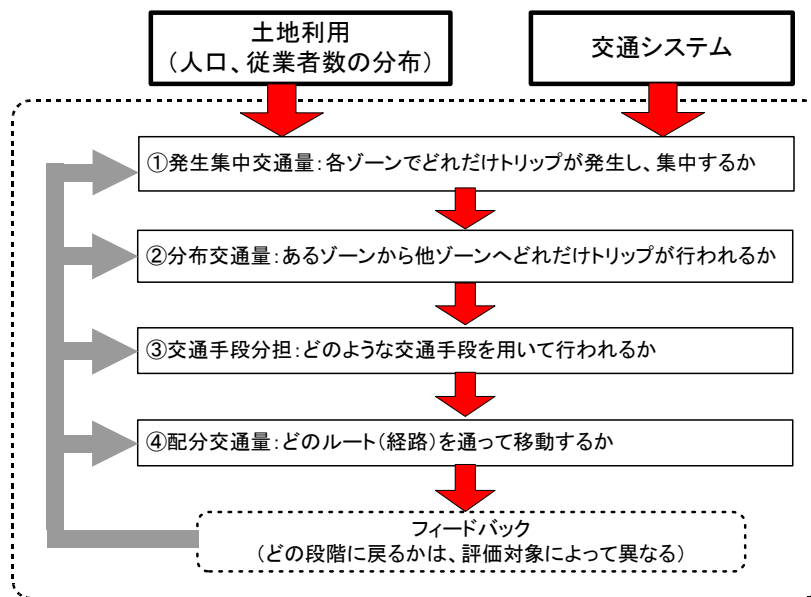 土地利用
（人口、従業者数の分布）
交通システム
①発生集中交通量：各ゾーンでどれだけトリップが発生し、集中するか
②分布交通量：あるゾーンから他ゾーンへどれだけトリップが行われるか
③交通手段分担：どのような交通手段を用いて行われるか
④配分交通量：どのルート（経路）を通って移動するか
フィードバック
（どの段階に戻るかは、評価対象によって異なる）